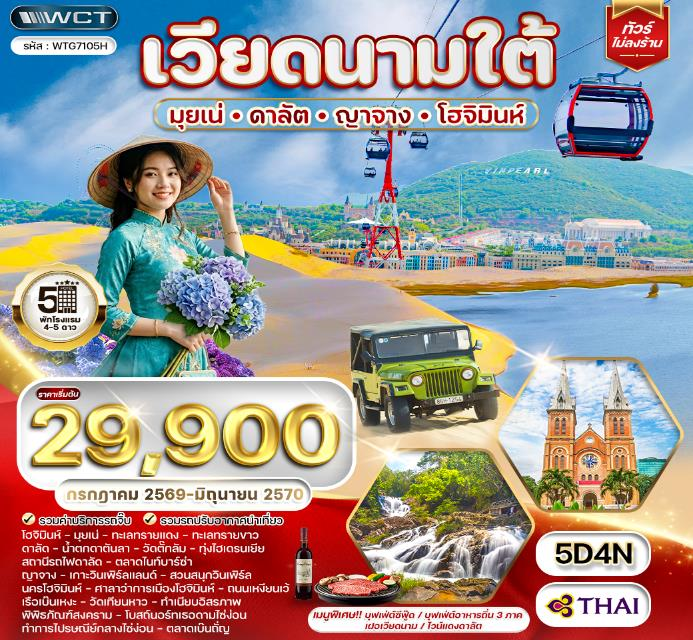 WCT
รหัส : WTG7105H
ทัวร์
ไม่ลงร้าน
เวียดนามใต้
มุยเน่ • ดาลัต • ญาจาง • โฮจิมินห์
VINPEARL
5
HOTEL
พักโรงแรม
4-5 ดาว
ราคาเริ่มต้น
29,900
กรกฎาคม 2569-มิถุนายน 2570
รวมค่าบริการรถจิ๊บ รวมรถปรับอากาศนำเที่ยว
โฮจิมินห์ - มุยเน่ - ทะเลทรายแดง - ทะเลทรายขาว
ดาลัด - น้ำตกดาตันลา - วัดตั๊กลัม - ทุ่งไฮเดรนเยีย
สถานีรถไฟดาลัด - ตลาดไนท์บาร์ซ่า
ญาจาง - เกาะวินเพิร์ลแลนด์ - สวนสนุกวินเพิร์ล
นครโฮจิมินห์ - ศาลาว่าการเมืองโฮจิมินห์ - ถนนเหงียนเว้
เรือเป็นเหงะ - วัดเทียนหาว - ทำเนียบอิสรภาพ
พิพิธภัณฑ์สงคราม - โบสถ์นอร์ทเธอดามไซ่ง่อน
ทำการไปรษณีย์กลางไซ่ง่อน - ตลาดเบ๋นถั่ญ
เมนูพิเศษ!! บุฟเฟ่ต์ซีฟู้ด / บุฟเฟ่ต์อาหารถิ่น 3 ภาค
เฝอเวียดนาม / ไวน์แดงดาลัด
5D4N
THAI